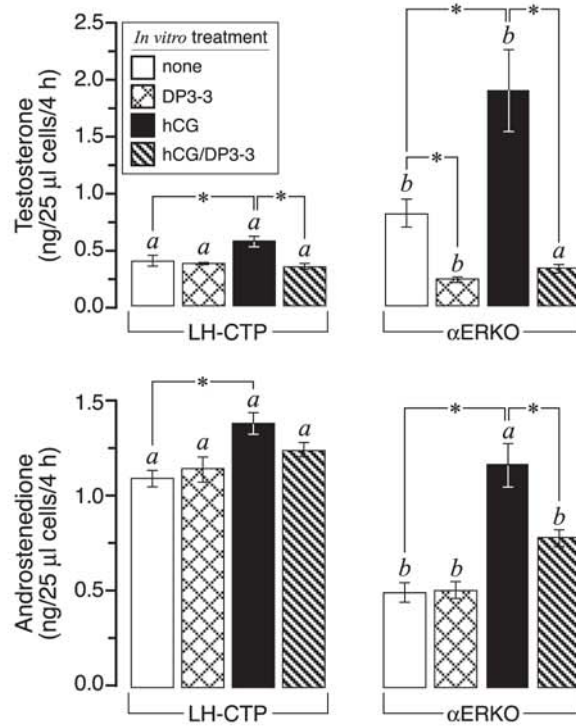 Testosterone
(ng/25 µl cells/4 h)
2.5
2.0
1.5
1.0
0.5
0.0
In vitro treatment
none
DP3-3
hCG
hCG/DP3-3
* *
a a a a
LH-CTP
* *
b
b *
b a
αERKO
Androstenedione
(ng/25 µl cells/4 h)
1.5
1.0
0.5
0.0
*
a a a a
LH-CTP
* *
a
b b b
αERKO